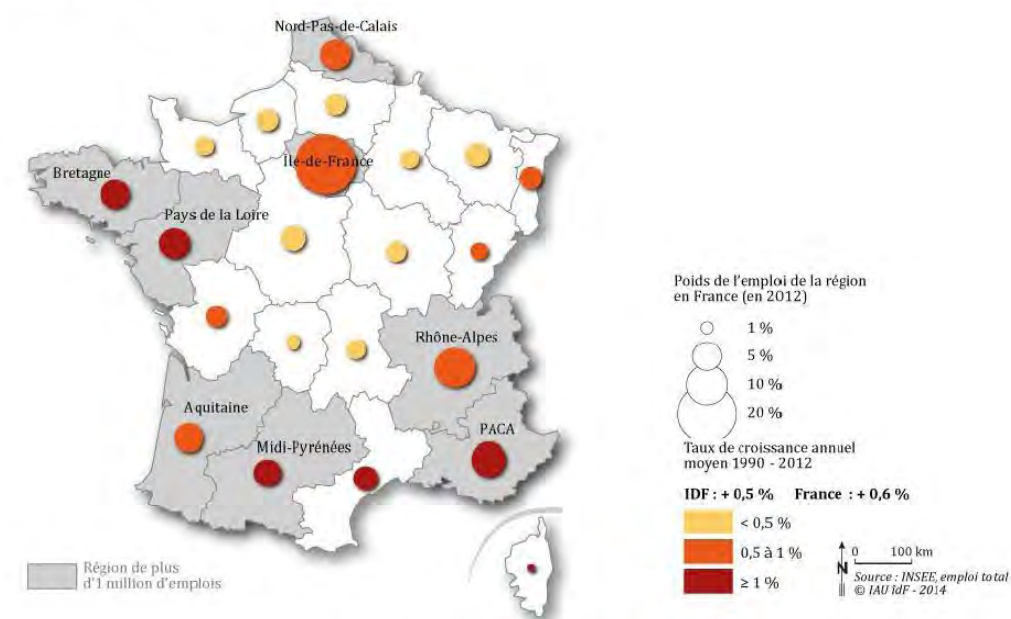 Nord-Pas-de-Calais
Île-de-France
Bretagne
Pays de la Loire
Rhône-Alpes
Aquitaine
Midi-Pyrénées
PACA
Région de plus
d'1 million d'emplois
Poids de l'emploi de la région
en France (en 2012)
1 %
5 %
10 %
20 %
Taux de croissance annuel
moyen 1990 - 2012
IDF : + 0,5 % France : + 0,6 %
< 0,5 %
0,5 à 1 %
≥ 1 %
0 100 km
N
Source : INSEE, emploi total
© IAU îdF - 2014